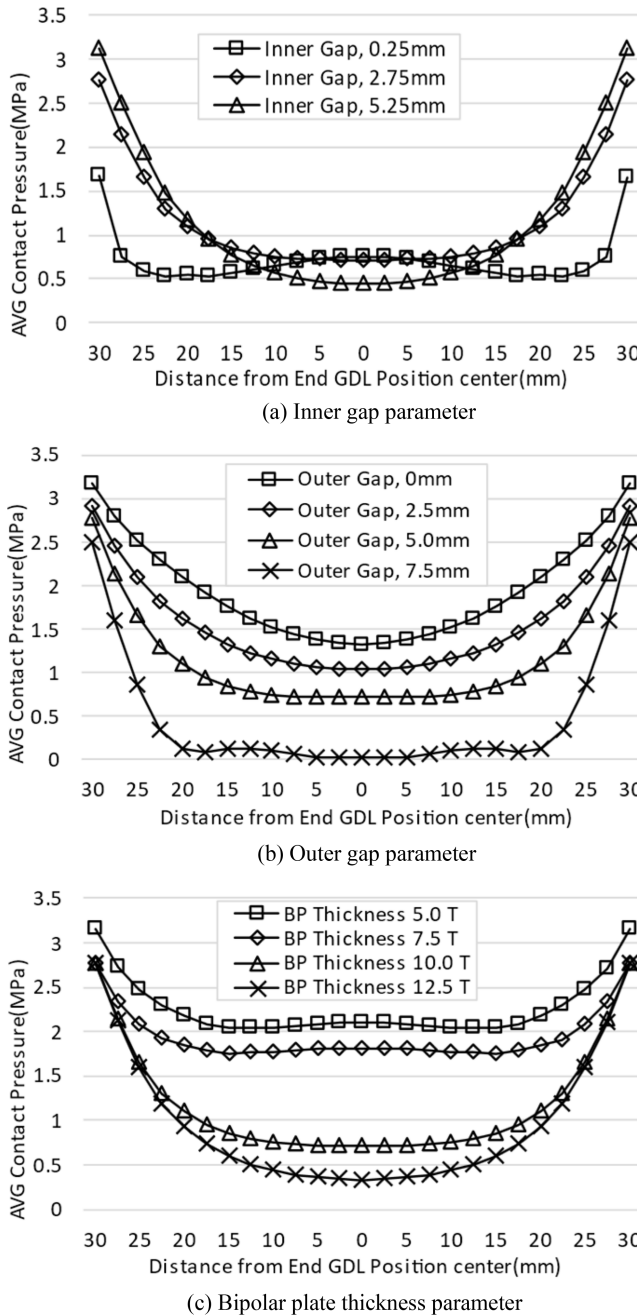 3.5
3
2.5
2
1.5
1
0.5
0
AVG Contact Pressure(MPa)
Inner Gap, 0.25mm
Inner Gap, 2.75mm
Inner Gap, 5.25mm
30 25 20 15 10 5 0 5 10 15 20 25 30
Distance from End GDL Position center(mm)
(a) Inner gap parameter
3.5
3
2.5
2
1.5
1
0.5
0
AVG Contact Pressure(MPa)
Outer Gap, 0mm
Outer Gap, 2.5mm
Outer Gap, 5.0mm
Outer Gap, 7.5mm
30 25 20 15 10 5 0 5 10 15 20 25 30
Distance from End GDL Position center(mm)
(b) Outer gap parameter
3.5
3
2.5
2
1.5
1
0.5
0
AVG Contact Pressure(MPa)
BP Thickness 5.0 T
BP Thickness 7.5 T
BP Thickness 10.0 T
BP Thickness 12.5 T
30 25 20 15 10 5 0 5 10 15 20 25 30
Distance from End GDL Position center(mm)
(c) Bipolar plate thickness parameter